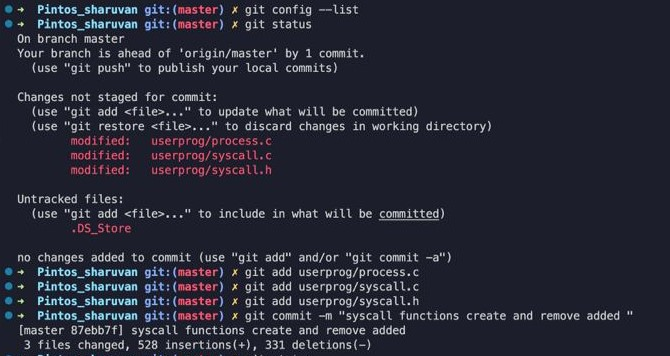 ➜ Pintos_sharuvan git:(master) ✗ git config --list
➜ Pintos_sharuvan git:(master) ✗ git status
On branch master
Your branch is ahead of 'origin/master' by 1 commit.
(use "git push" to publish your local commits)
Changes not staged for commit:
(use "git add <file>..." to update what will be committed)
(use "git restore <file>..." to discard changes in working directory)
modified: userprog/process.c
modified: userprog/syscall.c
modified: userprog/syscall.h
Untracked files:
(use "git add <file>..." to include in what will be committed)
.DS_Store
no changes added to commit (use "git add" and/or "git commit -a")
➜ Pintos_sharuvan git:(master) ✗ git add userprog/process.c
➜ Pintos_sharuvan git:(master) ✗ git add userprog/syscall.c
➜ Pintos_sharuvan git:(master) ✗ git add userprog/syscall.h
➜ Pintos_sharuvan git:(master) ✗ git commit -m "syscall functions create and remove added "
[master 87ebb7f] syscall functions create and remove added
3 files changed, 528 insertions(+), 331 deletions(-)